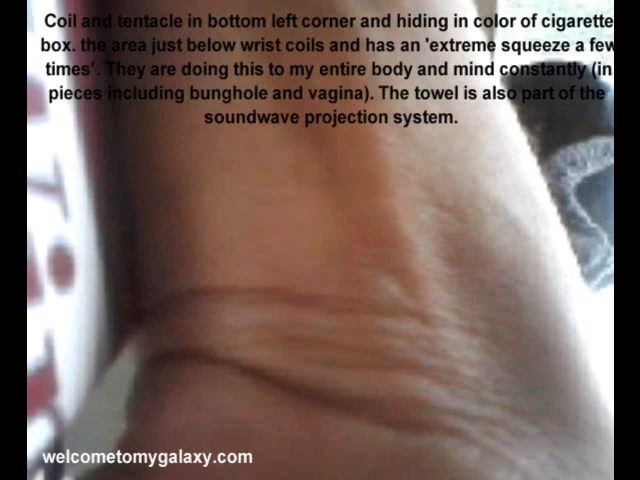 Coil and tentacle in bottom left corner and hiding in color of cigarette
box. the area just below wrist coils and has an 'extreme squeeze a few
times'. They are doing this to my entire body and mind constantly (in
pieces including bunghole and vagina). The towel is also part of the
soundwave projection system.
welcometomygalaxy.com